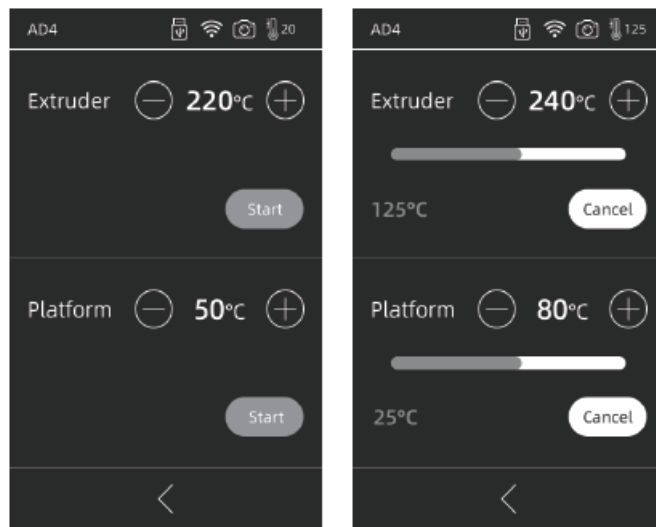 AD4 20
Extruder 220°C
Start
Platform 50°C
Start
AD4 125
Extruder 240°C
125°C Cancel
Platform 80°C
25°C Cancel